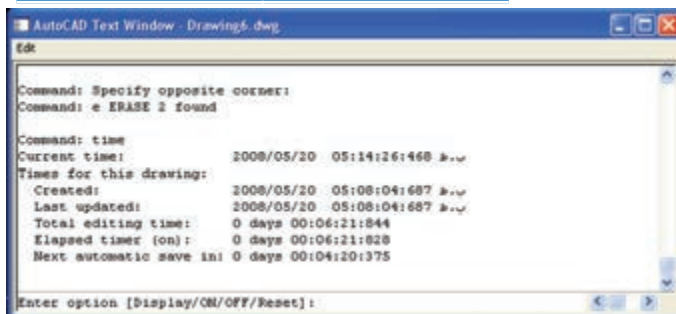 AutoCAD Text Window - Drawing6.dwg
Edit
Command: Specify opposite corner:
Command: e ERASE 2 found
Command: time
Current time: 2008/05/20 05:14:26:468 ب.ظ
Times for this drawing:
Created: 2008/05/20 05:08:04:687 ب.ظ
Last updated: 2008/05/20 05:08:04:687 ب.ظ
Total editing time: 0 days 00:06:21:844
Elapsed timer (on): 0 days 00:06:21:828
Next automatic save in: 0 days 00:04:20:375
Enter option [Display/ON/OFF/Reset]: